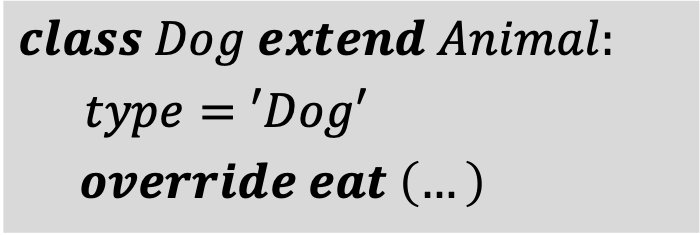 class Dog extend Animal:
type = 'Dog'
override eat (... )